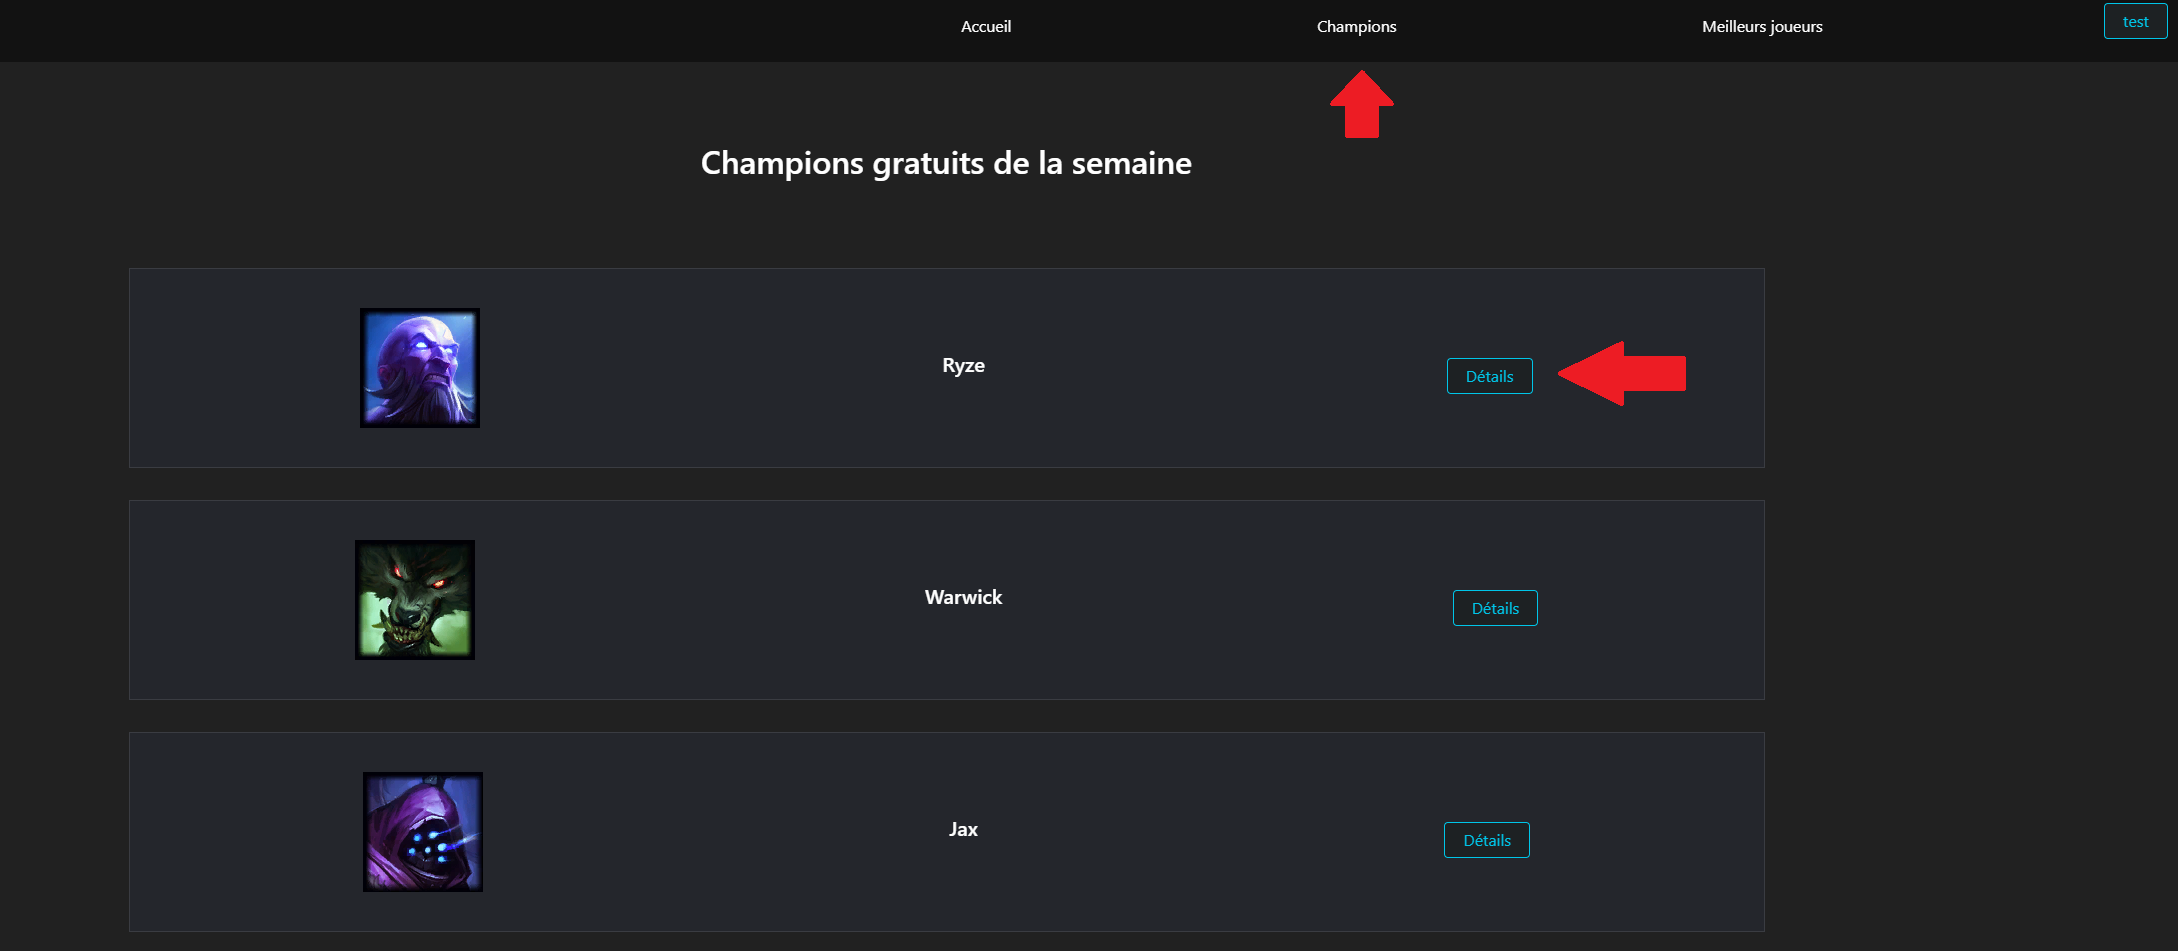 Accueil
Champions
Meilleurs joueurs
test
Champions gratuits de la semaine
Ryze
Détails
Warwick
Détails
Jax
Détails